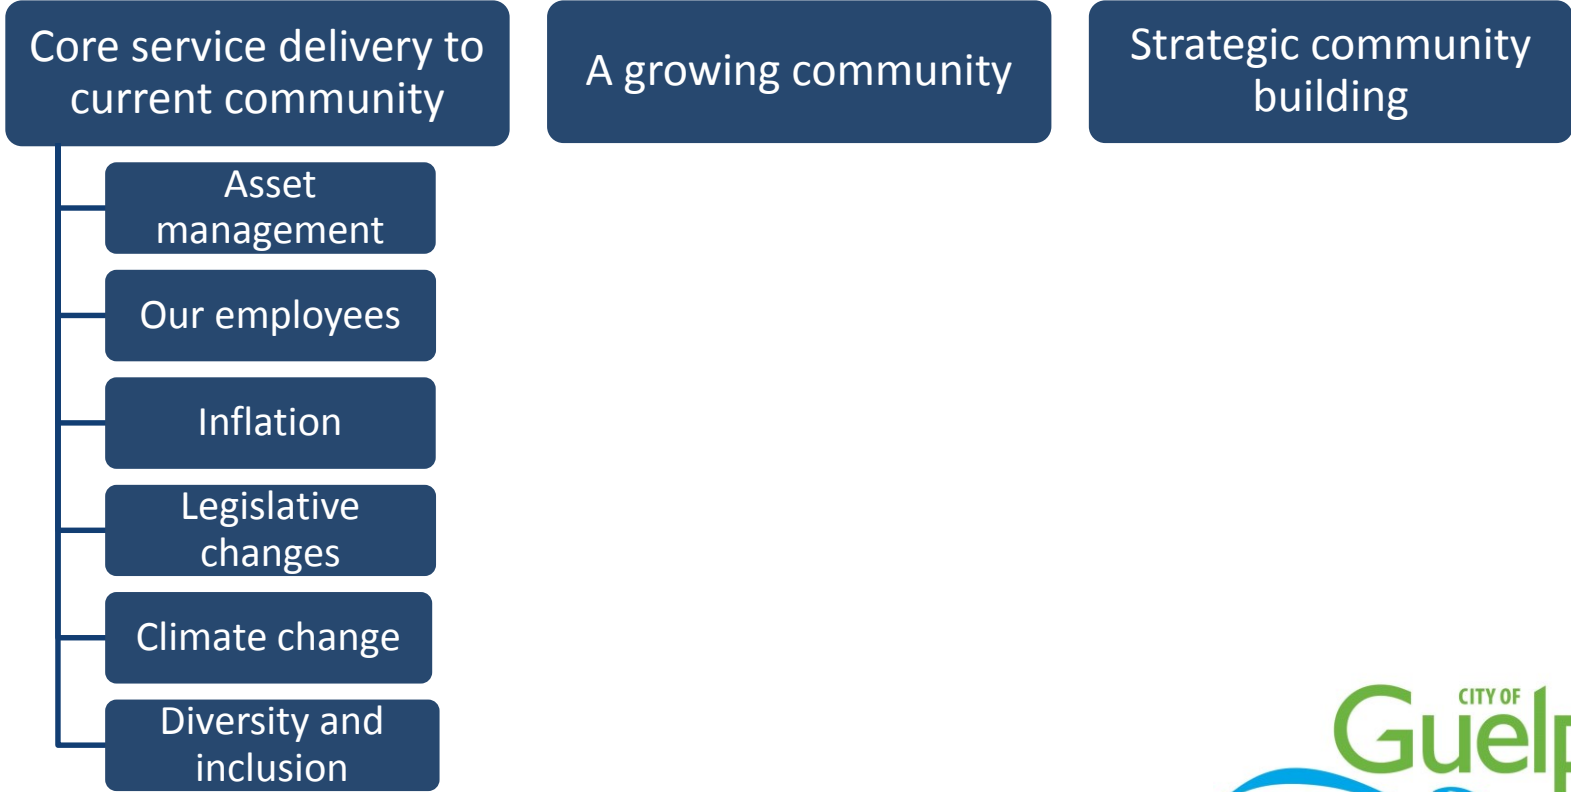 Core service delivery to
current community
A growing community
Strategic community
building
Asset
management
Our employees
Inflation
Legislative
changes
Climate change
Diversity and
inclusion
CITY OF
Guelp